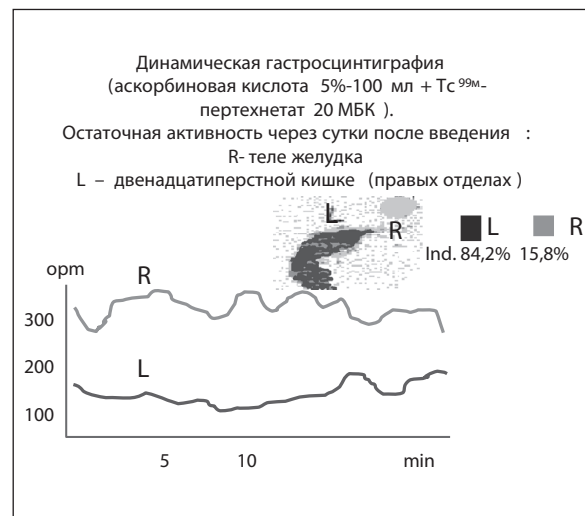 Динамическая гастросцинтиграфия
(аскорбиновая кислота 5%-100 мл + Тс 99м-
пертехнетат 20 МБК ).
Остаточная активность через сутки после введения :
R- теле желудка
L – двенадцатиперстной кишке (правых отделах )
L
R
L R
Ind. 84,2% 15,8%
opm
R
300
200
L
100
5 10 min